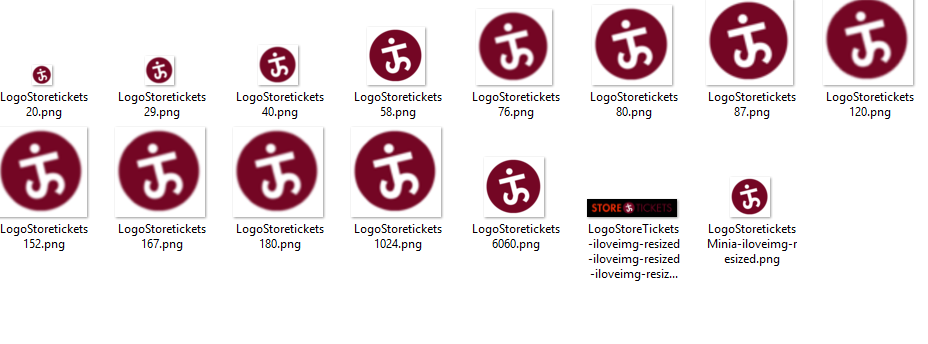 LogoStoretickets LogoStoretickets LogoStoretickets LogoStoretickets LogoStoretickets LogoStoretickets LogoStoretickets LogoStoretickets
20.png 29.png 40.png 58.png 76.png 80.png 87.png 120.png
STORE TICKETS
LogoStoretickets LogoStoretickets LogoStoretickets LogoStoretickets LogoStoretickets LogoStoreTickets LogoStoretickets
152.png 167.png 180.png 1024.png 6060.png -iloveimg-resized Minia-iloveimg-r
-iloveimg-resized esized.png
-iloveimg-resiz...